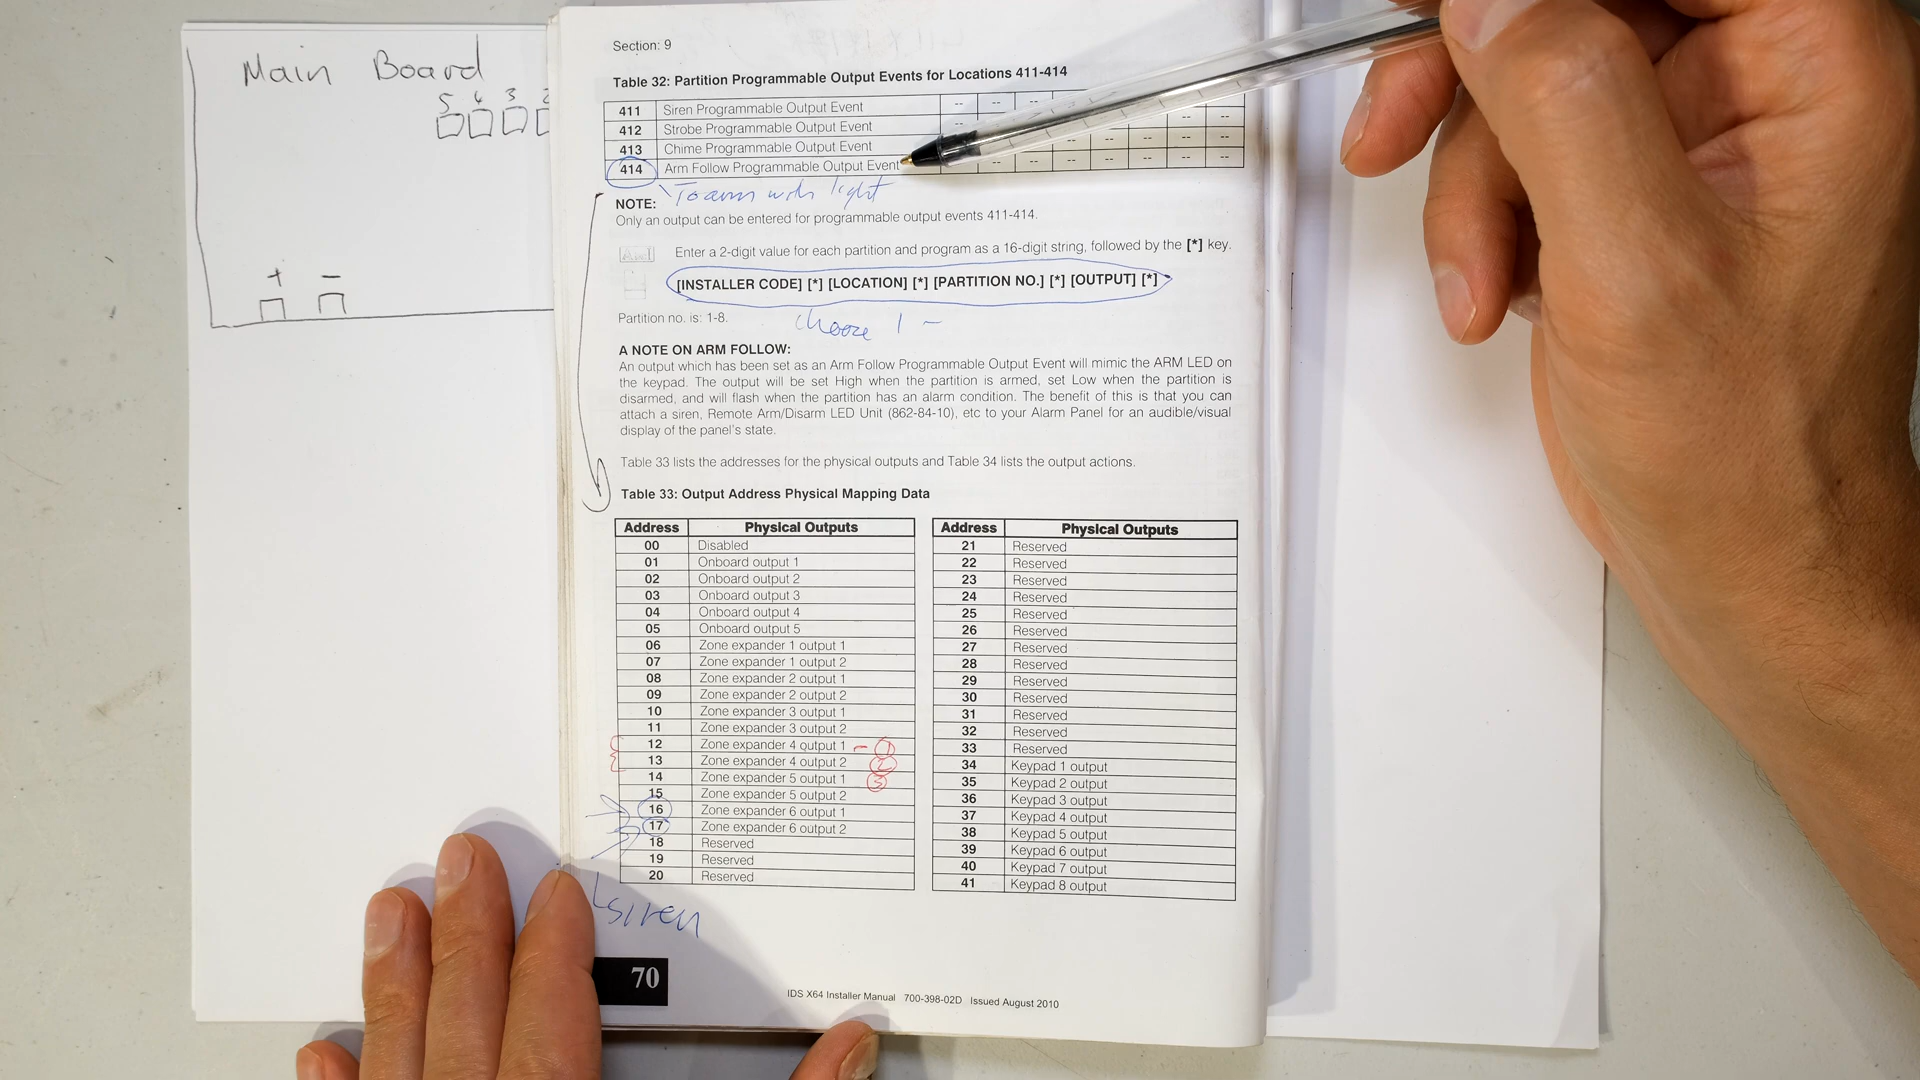 Main Board
5 4 3 2
+ −
Section: 9
Table 32: Partition Programmable Output Events for Locations 411-414
411 Siren Programmable Output Event -- -- --
412 Strobe Programmable Output Event -- -- --
413 Chime Programmable Output Event -- -- -- --
414 Arm Follow Programmable Output Event -- -- -- -- -- -- --
To arm with light
NOTE:
Only an output can be entered for programmable output events 411-414.
Enter a 2-digit value for each partition and program as a 16-digit string, followed by the [*] key.
[INSTALLER CODE] [*] [LOCATION] [*] [PARTITION NO.] [*] [OUTPUT] [*]
Partition no. is: 1-8.
choose 1 –
A NOTE ON ARM FOLLOW:
An output which has been set as an Arm Follow Programmable Output Event will mimic the ARM LED on
the keypad. The output will be set High when the partition is armed, set Low when the partition is
disarmed, and will flash when the partition has an alarm condition. The benefit of this is that you can
attach a siren, Remote Arm/Disarm LED Unit (862-84-10), etc to your Alarm Panel for an audible/visual
display of the panel's state.
Table 33 lists the addresses for the physical outputs and Table 34 lists the output actions.
Table 33: Output Address Physical Mapping Data
Address Physical Outputs
00 Disabled
01 Onboard output 1
02 Onboard output 2
03 Onboard output 3
04 Onboard output 4
05 Onboard output 5
06 Zone expander 1 output 1
07 Zone expander 1 output 2
08 Zone expander 2 output 1
09 Zone expander 2 output 2
10 Zone expander 3 output 1
11 Zone expander 3 output 2
12 Zone expander 4 output 1 – 1
13 Zone expander 4 output 2 2
14 Zone expander 5 output 1 3
15 Zone expander 5 output 2
16 Zone expander 6 output 1
17 Zone expander 6 output 2
18 Reserved
19 Reserved
20 Reserved
Address Physical Outputs
21 Reserved
22 Reserved
23 Reserved
24 Reserved
25 Reserved
26 Reserved
27 Reserved
28 Reserved
29 Reserved
30 Reserved
31 Reserved
32 Reserved
33 Reserved
34 Keypad 1 output
35 Keypad 2 output
36 Keypad 3 output
37 Keypad 4 output
38 Keypad 5 output
39 Keypad 6 output
40 Keypad 7 output
41 Keypad 8 output
siren
70
IDS X64 Installer Manual 700-398-02D Issued August 2010